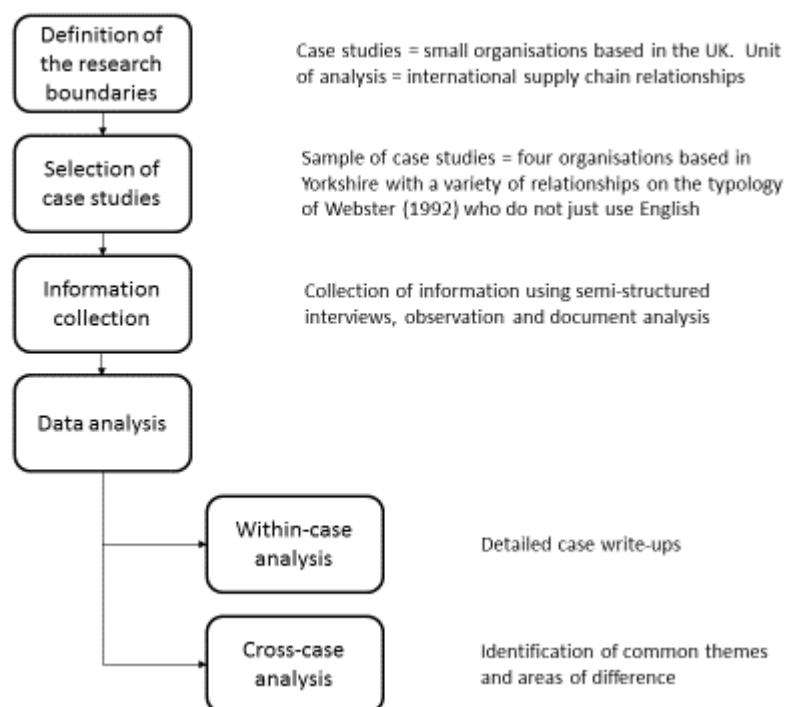 Definition of
the research
boundaries
Case studies = small organisations based in the UK. Unit
of analysis = international supply chain relationships
Selection of
case studies
Sample of case studies = four organisations based in
Yorkshire with a variety of relationships on the typology
of Webster (1992) who do not just use English
Information
collection
Collection of information using semi-structured
interviews, observation and document analysis
Data analysis
Within-case
analysis
Detailed case write-ups
Cross-case
analysis
Identification of common themes
and areas of difference